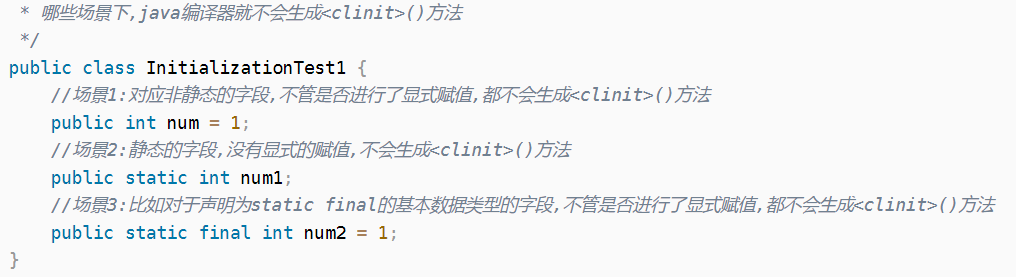 * 哪些场景下,java编译器就不会生成<clinit>()方法
*/
public class InitializationTest1 {
//场景1:对应非静态的字段,不管是否进行了显式赋值,都不会生成<clinit>()方法
public int num = 1;
//场景2:静态的字段,没有显式的赋值,不会生成<clinit>()方法
public static int num1;
//场景3:比如对于声明为static final的基本数据类型的字段,不管是否进行了显式赋值,都不会生成<clinit>()方法
public static final int num2 = 1;
}